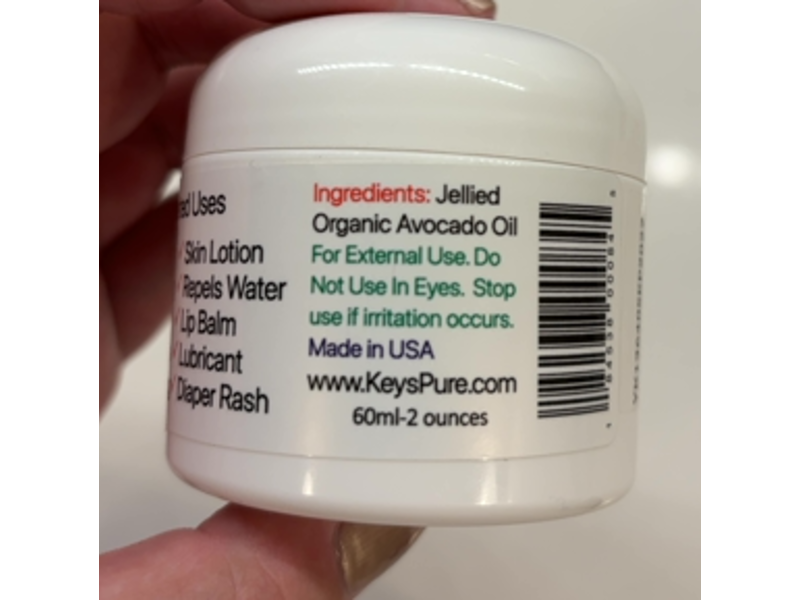 Uses
Skin Lotion
Repels Water
Lip Balm
Lubricant
Diaper Rash
Ingredients: Jellied
Organic Avocado Oil
For External Use. Do
Not Use In Eyes. Stop
use if irritation occurs.
Made in USA
www.KeysPure.com
60ml-2 ounces